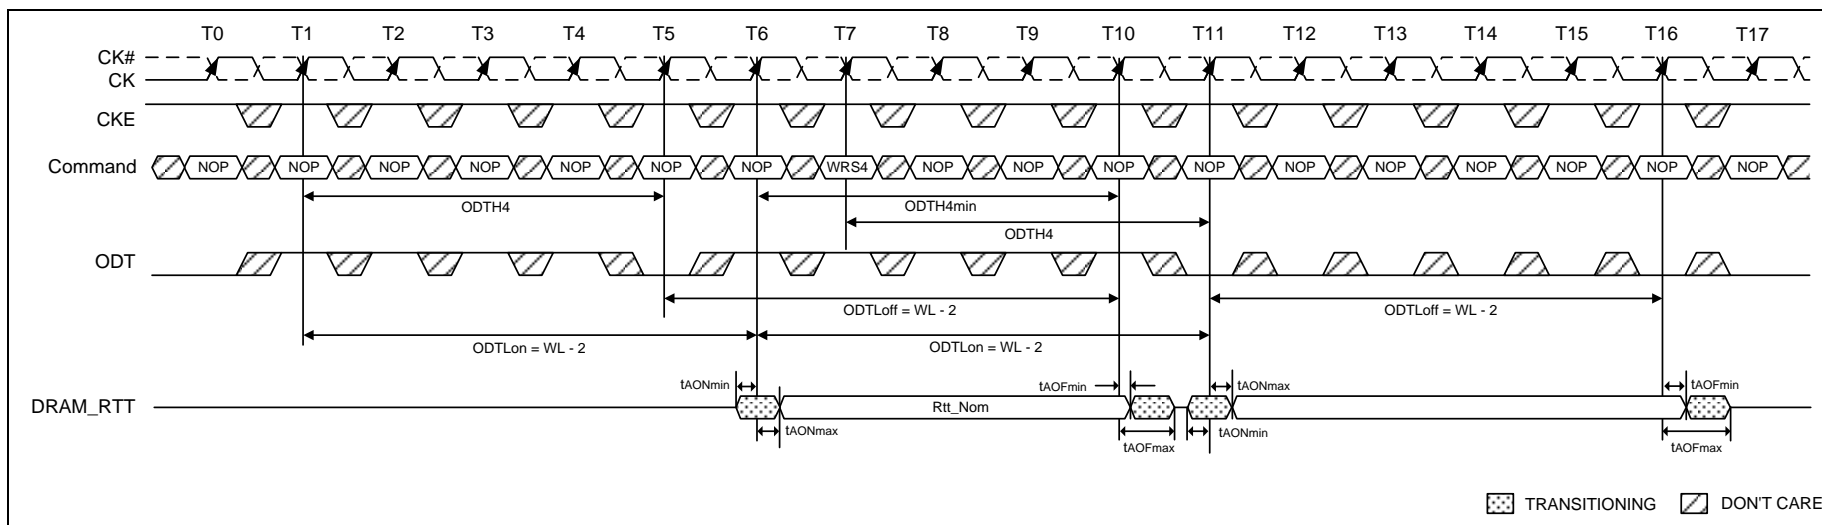 T0 T1 T2 T3 T4 T5 T6 T7 T8 T9 T10 T11 T12 T13 T14 T15 T16 T17
CK#
CK
CKE
Command NOP NOP NOP NOP NOP NOP NOP WRS4 NOP NOP NOP NOP NOP NOP NOP NOP NOP NOP
ODTH4 ODTH4min
ODTH4
ODT
ODTLoff = WL - 2 ODTLoff = WL - 2
ODTLon = WL - 2 ODTLon = WL - 2
tAONmin tAOFmin tAONmax tAOFmin
DRAM_RTT Rtt_Nom
tAONmax tAOFmax tAONmin tAOFmax
TRANSITIONING DON'T CARE